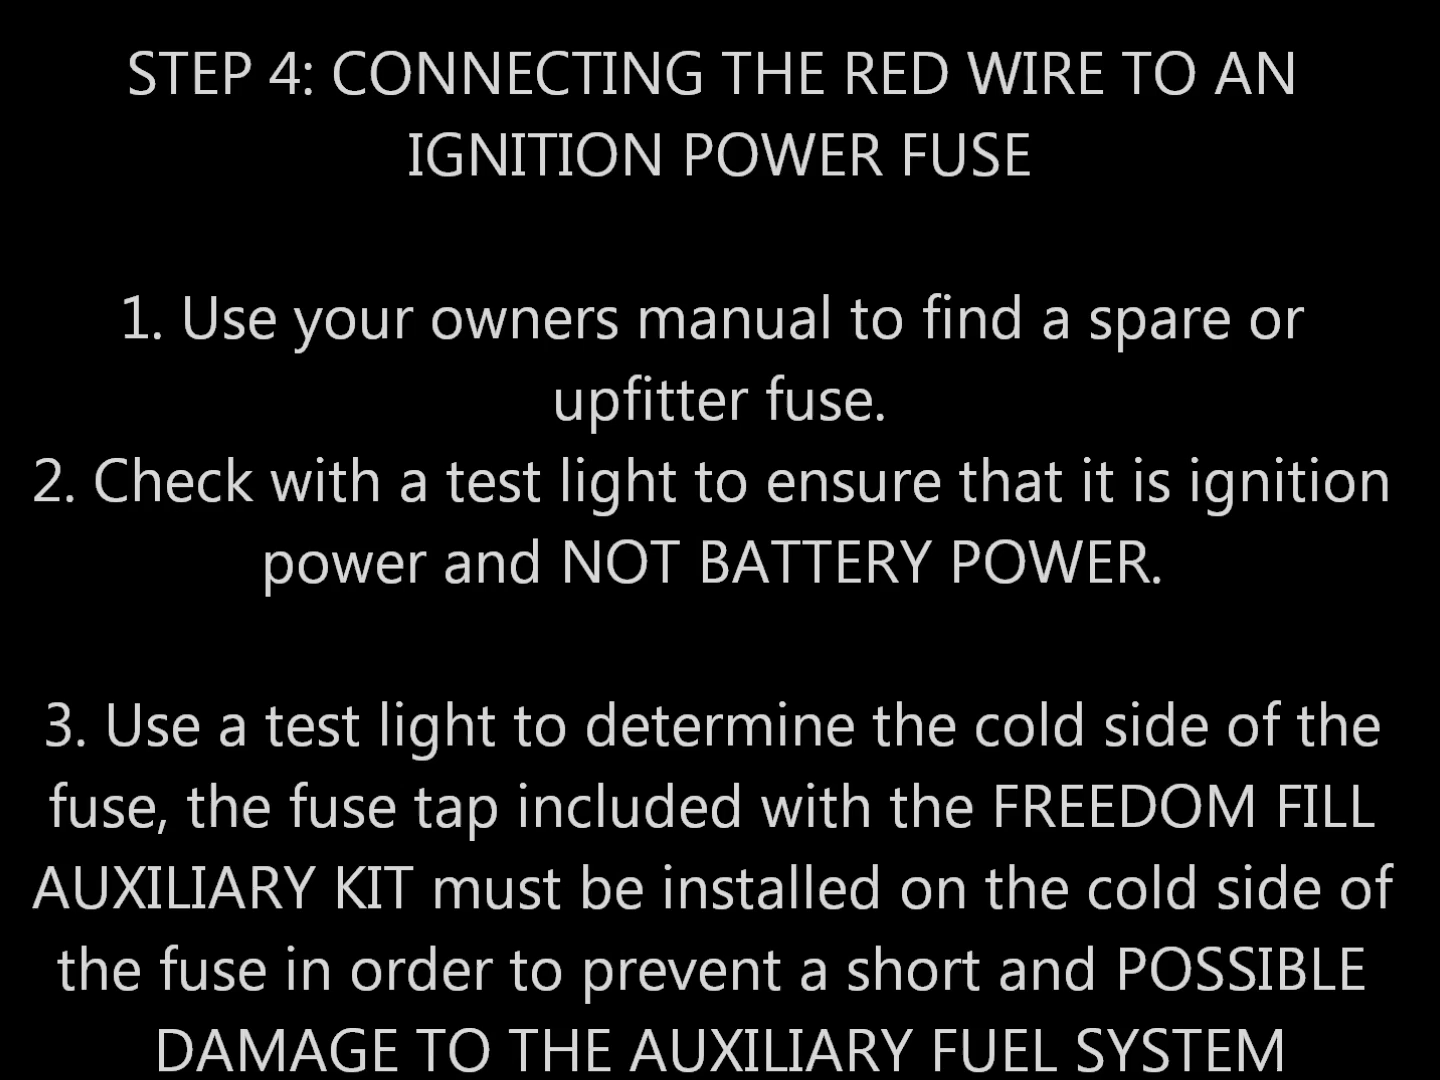 STEP 4: CONNECTING THE RED WIRE TO AN
IGNITION POWER FUSE
1. Use your owners manual to find a spare or
upfitter fuse.
2. Check with a test light to ensure that it is ignition
power and NOT BATTERY POWER.
3. Use a test light to determine the cold side of the
fuse, the fuse tap included with the FREEDOM FILL
AUXILIARY KIT must be installed on the cold side of
the fuse in order to prevent a short and POSSIBLE
DAMAGE TO THE AUXILIARY FUEL SYSTEM